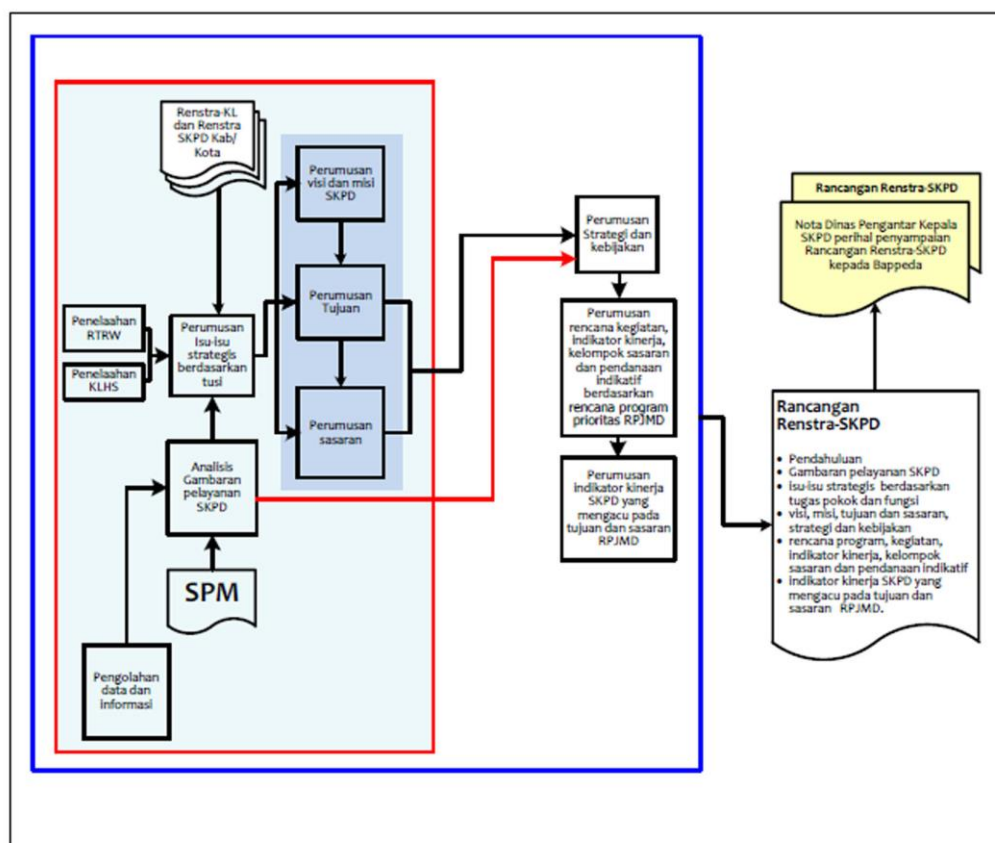 Renstra-KL
dan Renstra
SKPD Kab/
Kota
Perumusan
visi dan misi
SKPD
Perumusan
Tujuan
Perumusan
sasaran
Penelaahan
RTRW
Penelaahan
KLHS
Perumusan
Isu-isu
strategis
berdasarkan
tusi
Analisis
Gambaran
pelayanan
SKPD
SPM
Pengolahan
data dan
informasi
Perumusan
Strategi dan
kebijakan
Perumusan
rencana kegiatan,
indikator kinerja,
kelompok sasaran
dan pendanaan
indikatif
berdasarkan
rencana program
prioritas RPJMD
Perumusan
indikator kinerja
SKPD yang
mengacu pada
tujuan dan sasaran
RPJMD
Rancangan Renstra-SKPD
Nota Dinas Pengantar Kepala
SKPD perihal penyampaian
Rancangan Renstra-SKPD
kepada Bappeda
Rancangan
Renstra-SKPD
• Pendahuluan
• Gambaran pelayanan SKPD
• isu-isu strategis berdasarkan
tugas pokok dan fungsi
• visi, misi, tujuan dan sasaran,
strategi dan kebijakan
• rencana program, kegiatan,
indikator kinerja, kelompok
sasaran dan pendanaan indikatif
• indikator kinerja SKPD yang
mengacu pada tujuan dan
sasaran RPJMD.